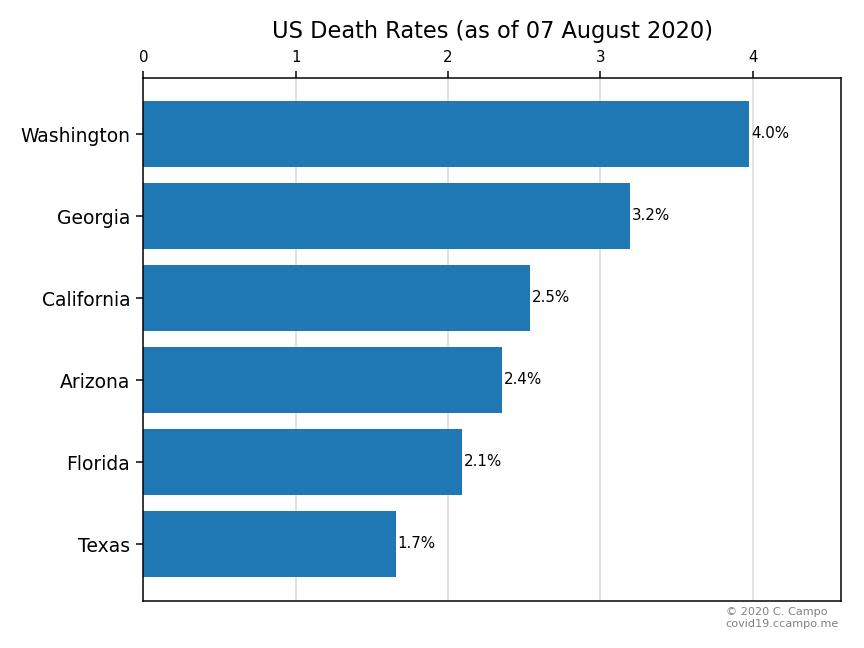 US Death Rates (as of 07 August 2020)
0 1 2 3 4
Washington 4.0%
Georgia 3.2%
California 2.5%
Arizona 2.4%
Florida 2.1%
Texas 1.7%
© 2020 C. Campo
covid19.ccampo.me